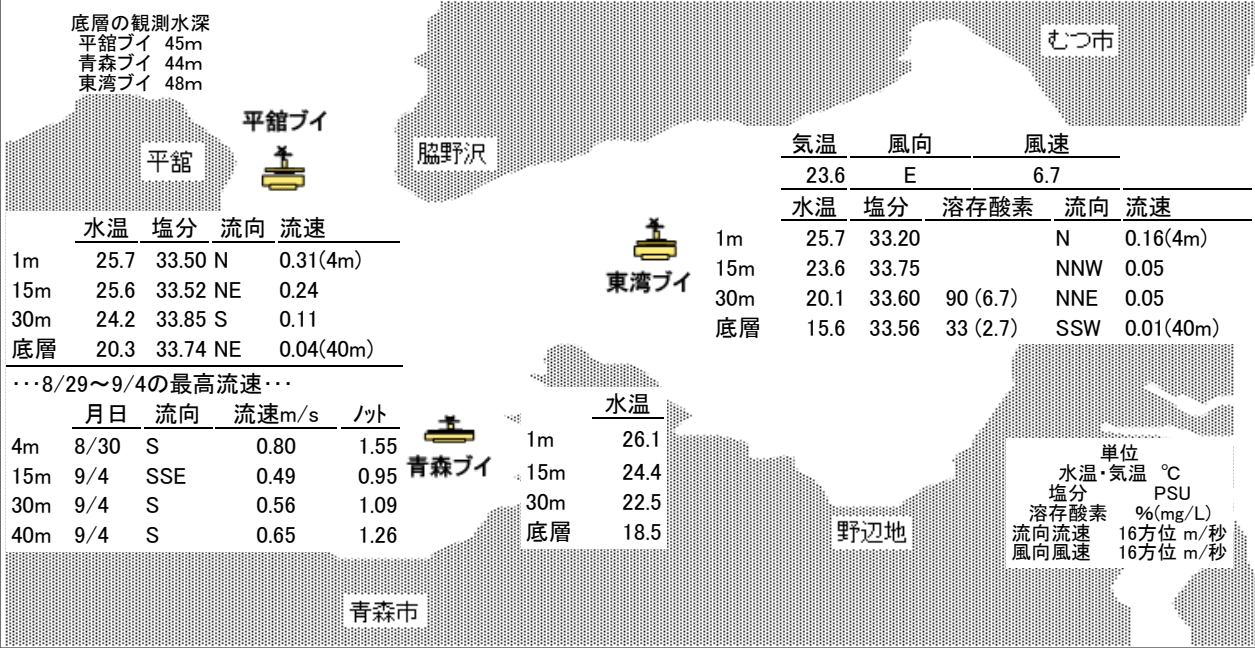 底層の観測水深
平舘ブイ 45m
青森ブイ 44m
東湾ブイ 48m
むつ市
平舘ブイ
平舘
脇野沢
気温 風向 風速
23.6 E 6.7
水温 塩分 溶存酸素 流向 流速
1m 25.7 33.20 N 0.16(4m)
15m 23.6 33.75 NNW 0.05
30m 20.1 33.60 90 (6.7) NNE 0.05
底層 15.6 33.56 33 (2.7) SSW 0.01(40m)
東湾ブイ
水温 塩分 流向 流速
1m 25.7 33.50 N 0.31(4m)
15m 25.6 33.52 NE 0.24
30m 24.2 33.85 S 0.11
底層 20.3 33.74 NE 0.04(40m)
･･･8/29～9/4の最高流速･･･
月日 流向 流速m/s ﾉｯﾄ
4m 8/30 S 0.80 1.55
15m 9/4 SSE 0.49 0.95
30m 9/4 S 0.56 1.09
40m 9/4 S 0.65 1.26
青森ブイ
水温
1m 26.1
15m 24.4
30m 22.5
底層 18.5
野辺地
単位
水温・気温 ℃
塩分 PSU
溶存酸素 %(mg/L)
流向流速 16方位 m/秒
風向風速 16方位 m/秒
青森市